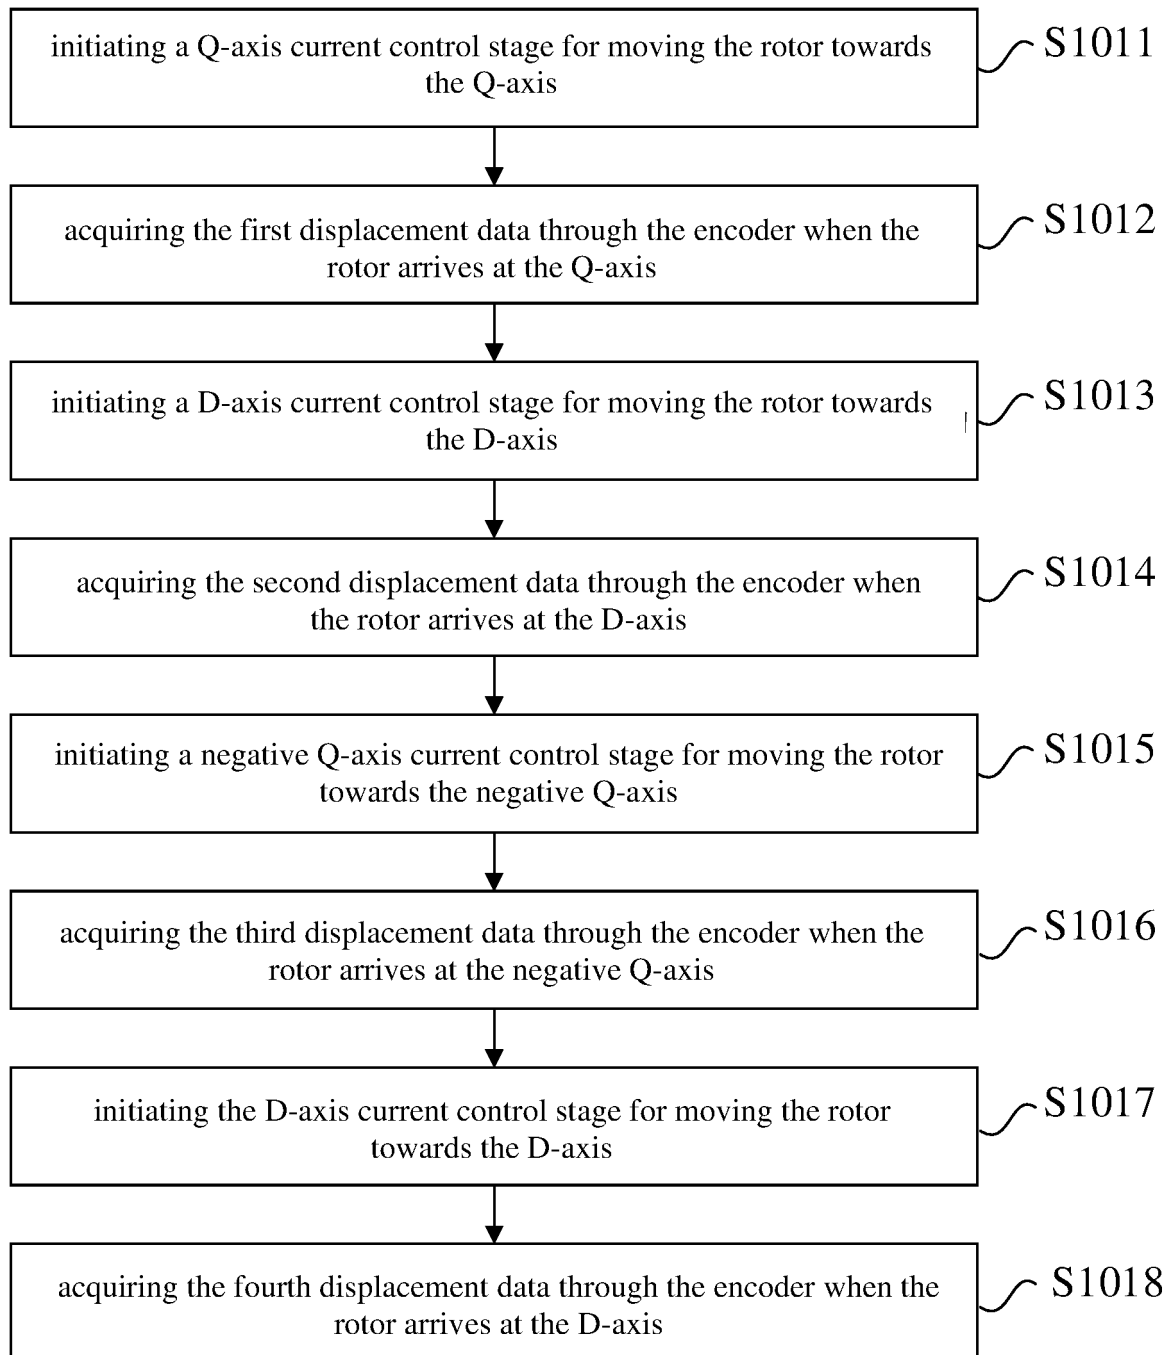 initiating a Q-axis current control stage for moving the rotor towards
the Q-axis
S1011
acquiring the first displacement data through the encoder when the
rotor arrives at the Q-axis
S1012
initiating a D-axis current control stage for moving the rotor towards
the D-axis
S1013
acquiring the second displacement data through the encoder when
the rotor arrives at the D-axis
S1014
initiating a negative Q-axis current control stage for moving the rotor
towards the negative Q-axis
S1015
acquiring the third displacement data through the encoder when the
rotor arrives at the negative Q-axis
S1016
initiating the D-axis current control stage for moving the rotor
towards the D-axis
S1017
acquiring the fourth displacement data through the encoder when the
rotor arrives at the D-axis
S1018